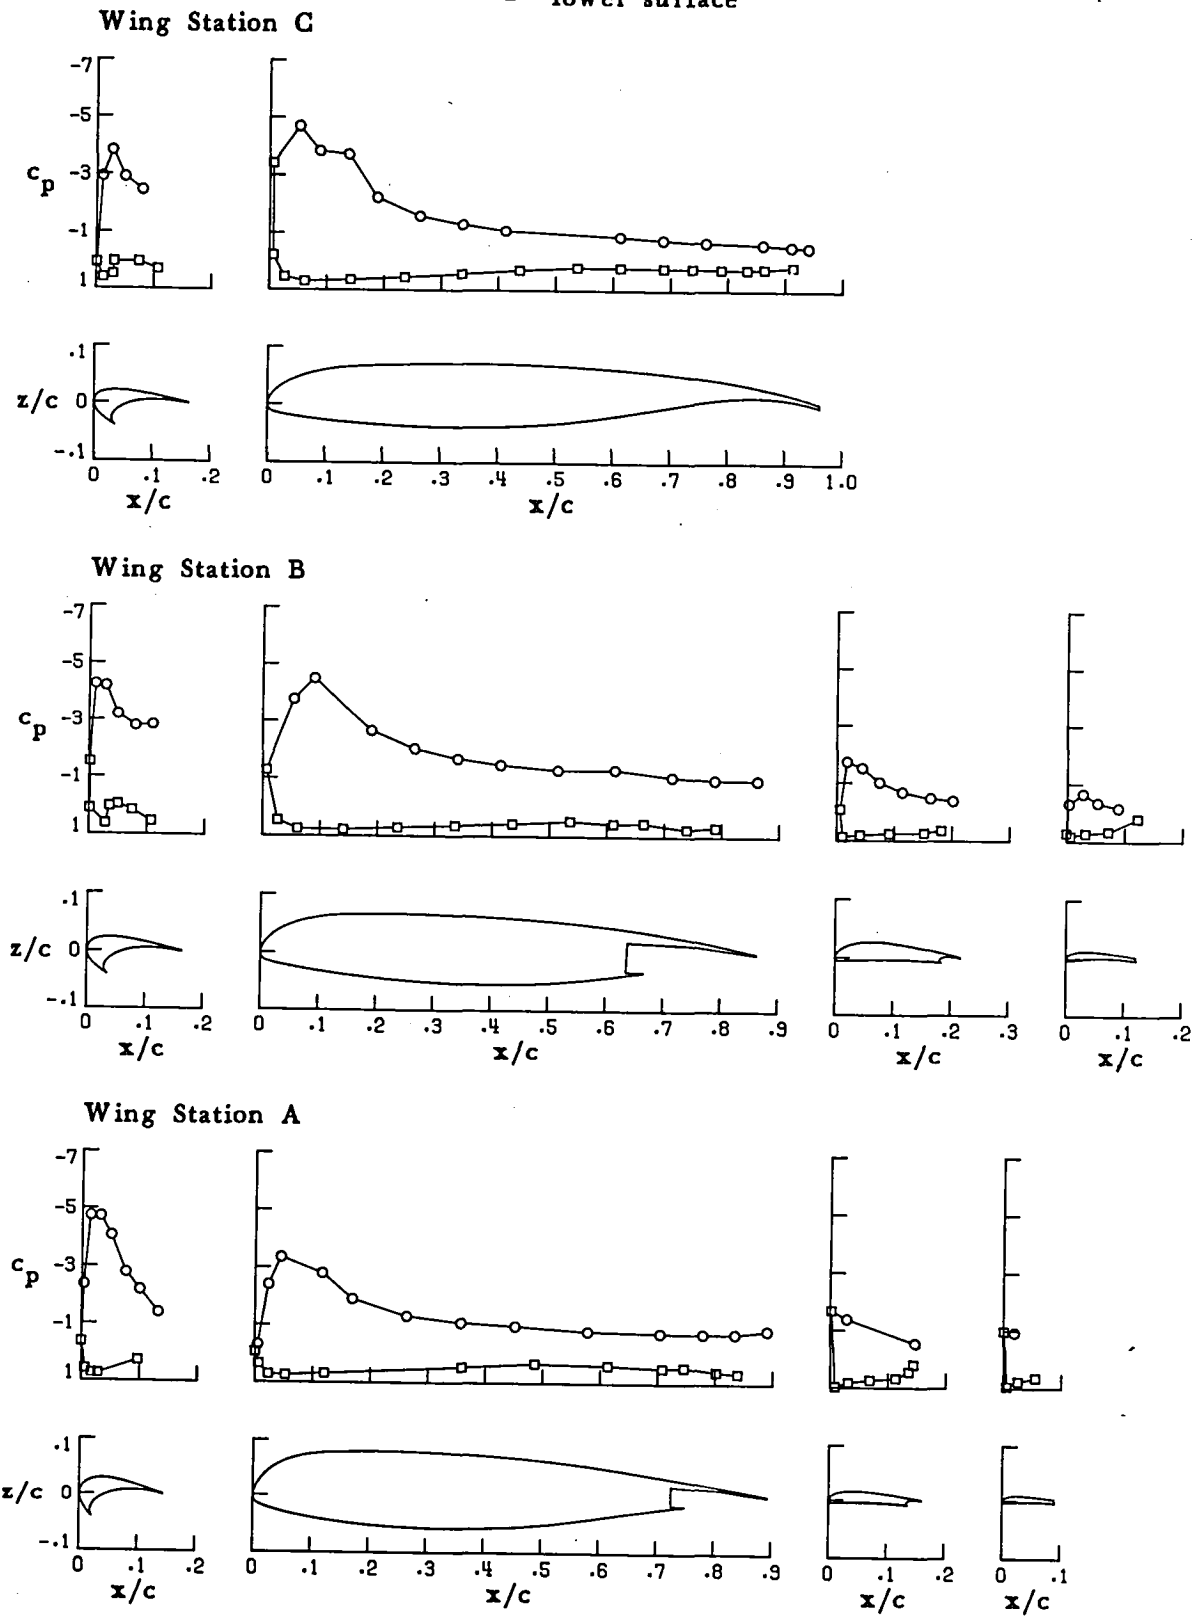 lower surface
Wing Station C
-7
-5
cp -3
-1
1
.1
z/c 0
-.1
0 .1 .2 0 .1 .2 .3 .4 .5 .6 .7 .8 .9 1.0
x/c x/c
Wing Station B
-7
-5
cp -3
-1
1
.1
z/c 0
-.1
0 .1 .2 0 .1 .2 .3 .4 .5 .6 .7 .8 .9 0 .1 .2 .3 0 .1 .2
x/c x/c x/c x/c
Wing Station A
-7
-5
cp -3
-1
1
.1
z/c 0
-.1
0 .1 .2 0 .1 .2 .3 .4 .5 .6 .7 .8 .9 0 .1 .2 0 .1
x/c x/c x/c x/c